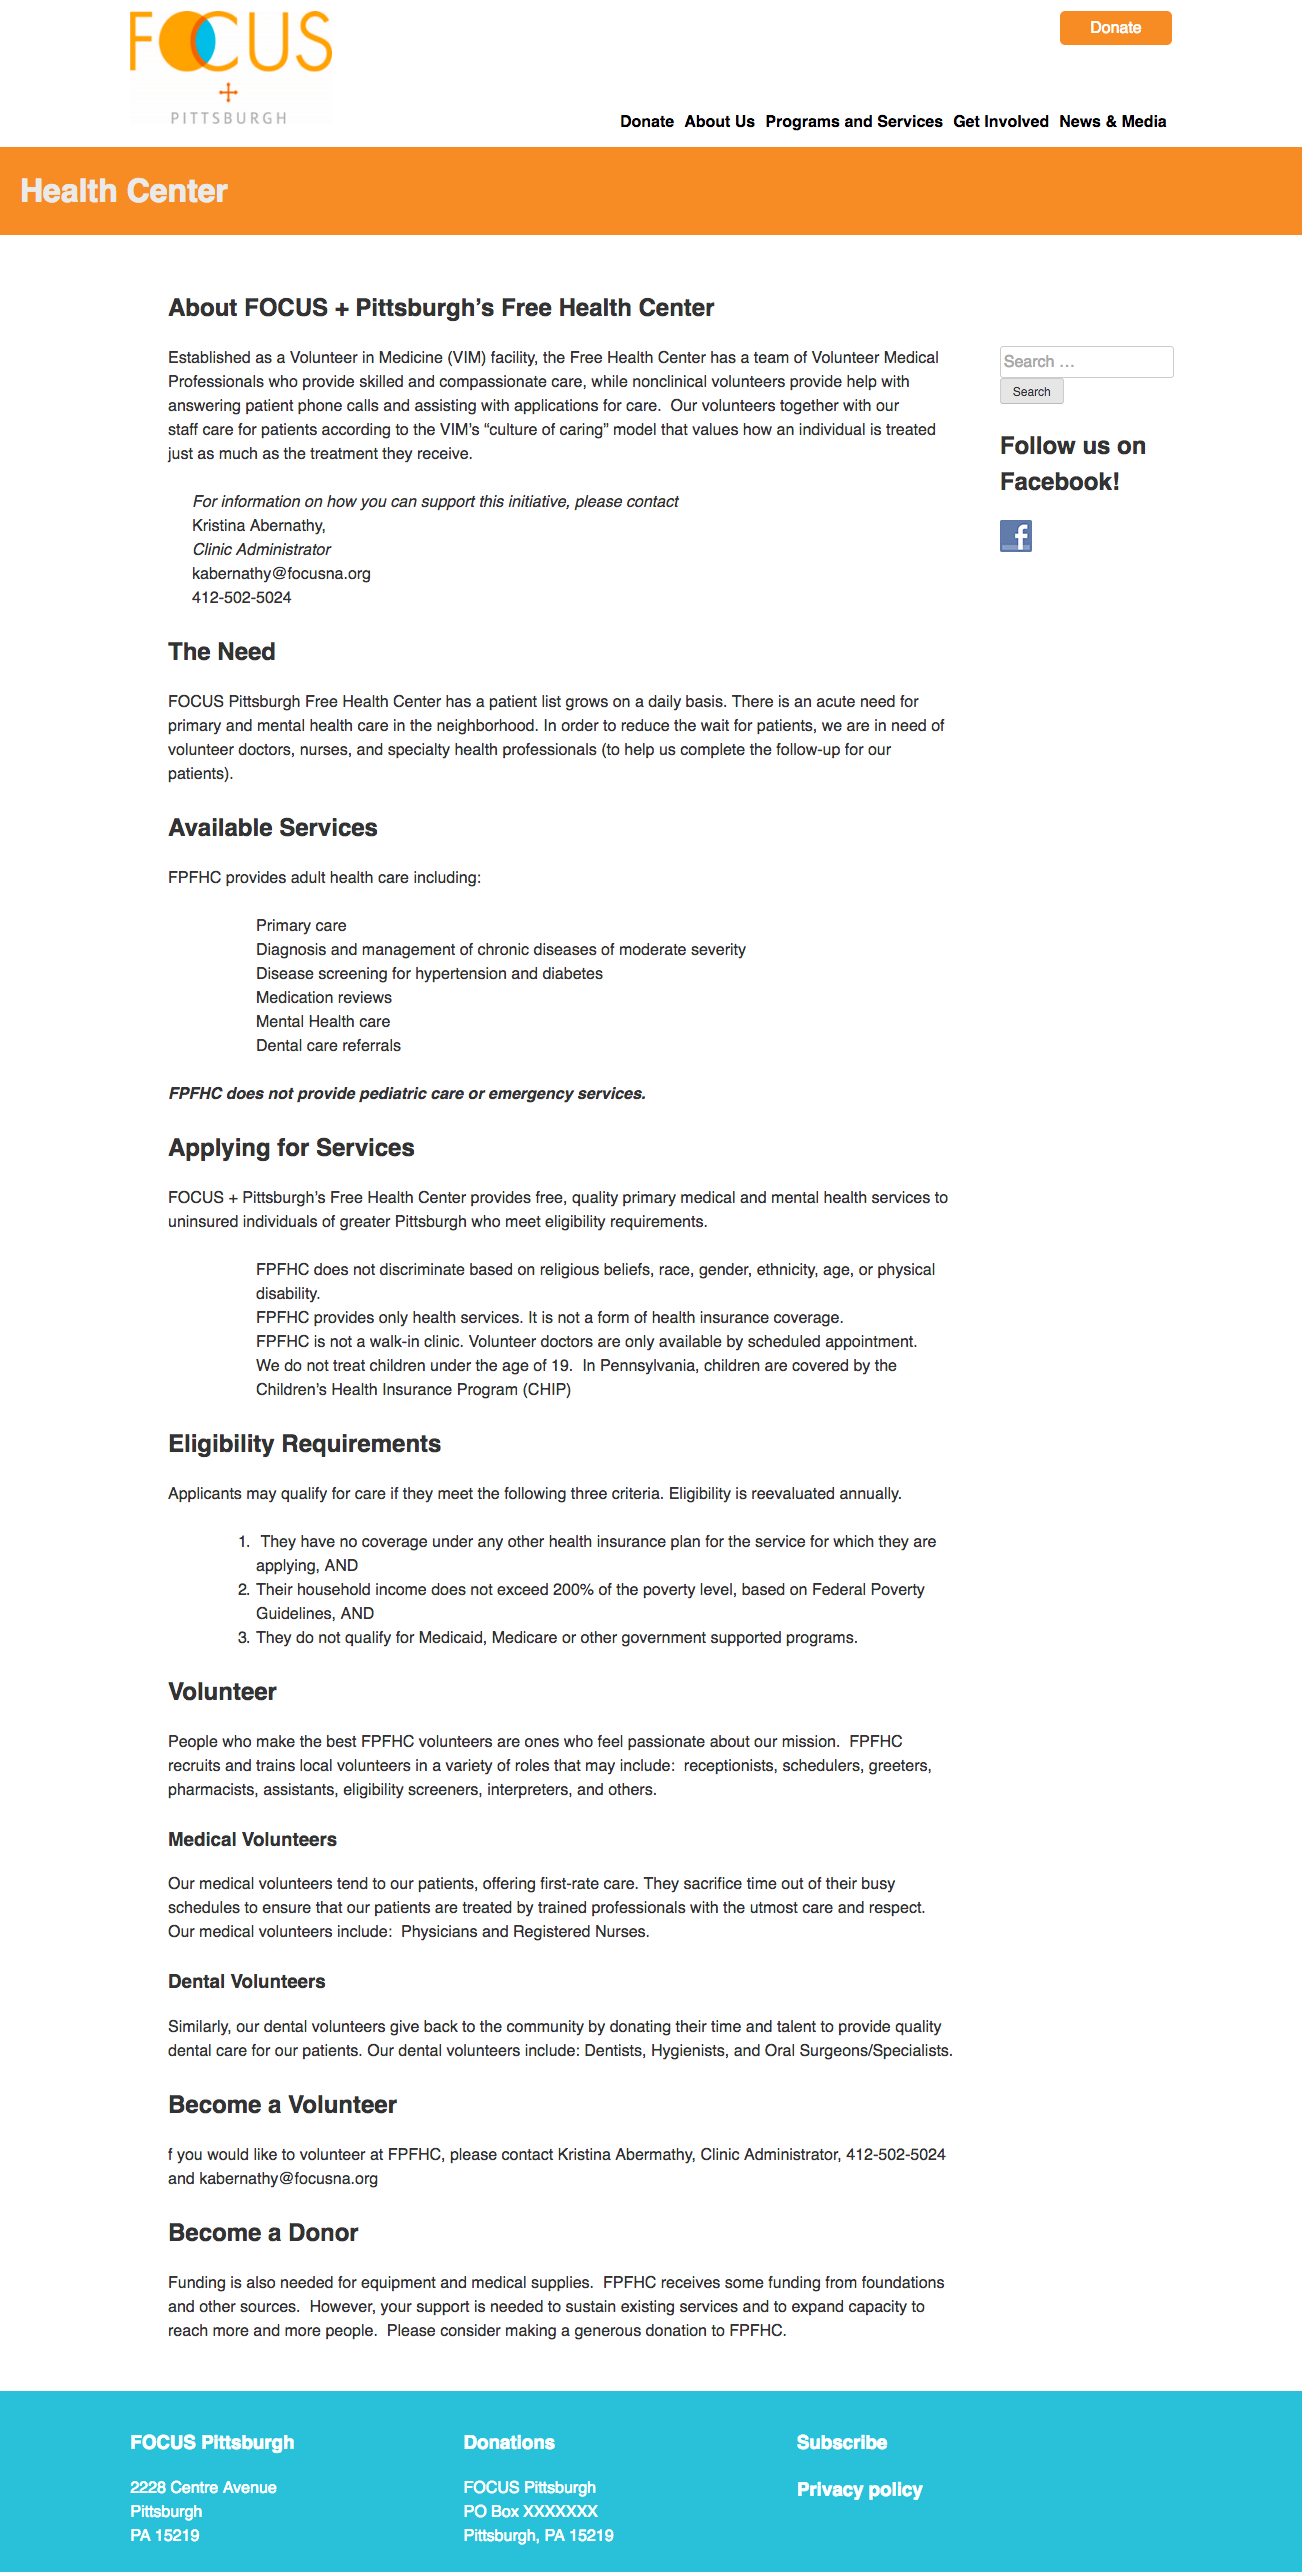 FOCUS
PITTSBURGH
Donate
Donate About Us Programs and Services Get Involved News & Media
Health Center
About FOCUS + Pittsburgh’s Free Health Center
Established as a Volunteer in Medicine (VIM) facility, the Free Health Center has a team of Volunteer Medical
Professionals who provide skilled and compassionate care, while nonclinical volunteers provide help with
answering patient phone calls and assisting with applications for care.  Our volunteers together with our
staff care for patients according to the VIM’s “culture of caring” model that values how an individual is treated
just as much as the treatment they receive.
For information on how you can support this initiative, please contact
Kristina Abernathy,
Clinic Administrator
kabernathy@focusna.org
412-502-5024
The Need
FOCUS Pittsburgh Free Health Center has a patient list grows on a daily basis. There is an acute need for
primary and mental health care in the neighborhood. In order to reduce the wait for patients, we are in need of
volunteer doctors, nurses, and specialty health professionals (to help us complete the follow-up for our
patients).
Available Services
FPFHC provides adult health care including:
Primary care
Diagnosis and management of chronic diseases of moderate severity
Disease screening for hypertension and diabetes
Medication reviews
Mental Health care
Dental care referrals
FPFHC does not provide pediatric care or emergency services.
Applying for Services
FOCUS + Pittsburgh’s Free Health Center provides free, quality primary medical and mental health services to
uninsured individuals of greater Pittsburgh who meet eligibility requirements.
FPFHC does not discriminate based on religious beliefs, race, gender, ethnicity, age, or physical
disability.
FPFHC provides only health services. It is not a form of health insurance coverage.
FPFHC is not a walk-in clinic. Volunteer doctors are only available by scheduled appointment.
We do not treat children under the age of 19.  In Pennsylvania, children are covered by the
Children’s Health Insurance Program (CHIP)
Eligibility Requirements
Applicants may qualify for care if they meet the following three criteria. Eligibility is reevaluated annually.
1. They have no coverage under any other health insurance plan for the service for which they are
applying, AND
2. Their household income does not exceed 200% of the poverty level, based on Federal Poverty
Guidelines, AND
3. They do not qualify for Medicaid, Medicare or other government supported programs.
Volunteer
People who make the best FPFHC volunteers are ones who feel passionate about our mission.  FPFHC
recruits and trains local volunteers in a variety of roles that may include:  receptionists, schedulers, greeters,
pharmacists, assistants, eligibility screeners, interpreters, and others.
Medical Volunteers
Our medical volunteers tend to our patients, offering first-rate care. They sacrifice time out of their busy
schedules to ensure that our patients are treated by trained professionals with the utmost care and respect.
Our medical volunteers include:  Physicians and Registered Nurses.
Dental Volunteers
Similarly, our dental volunteers give back to the community by donating their time and talent to provide quality
dental care for our patients. Our dental volunteers include: Dentists, Hygienists, and Oral Surgeons/Specialists.
Become a Volunteer
f you would like to volunteer at FPFHC, please contact Kristina Abermathy, Clinic Administrator, 412-502-5024
and kabernathy@focusna.org
Become a Donor
Funding is also needed for equipment and medical supplies.  FPFHC receives some funding from foundations
and other sources.  However, your support is needed to sustain existing services and to expand capacity to
reach more and more people.  Please consider making a generous donation to FPFHC.
Search …
Search
Follow us on
Facebook!
f
FOCUS Pittsburgh
2228 Centre Avenue
Pittsburgh
PA 15219
Donations
FOCUS Pittsburgh
PO Box XXXXXXX
Pittsburgh, PA 15219
Subscribe
Privacy policy